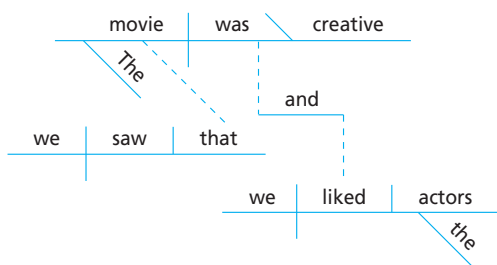 movie was creative
The
and
we saw that
we liked actors
the